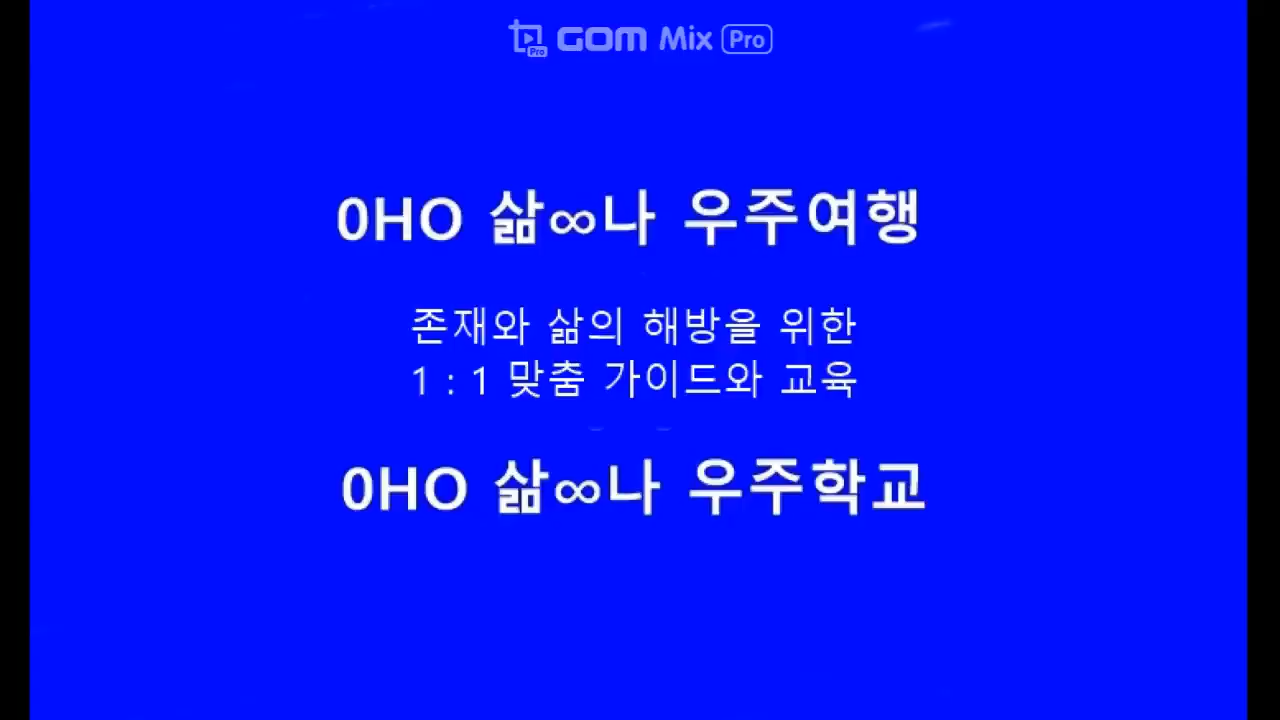 GOM Mix Pro
0HO 삶∞나 우주여행
존재와 삶의 해방을 위한
1 : 1 맞춤 가이드와 교육
0HO 삶∞나 우주학교